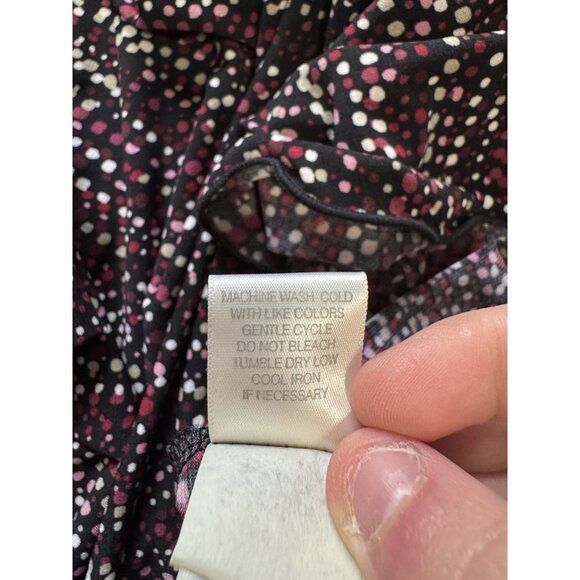 MACHINE WASH COLD
WITH LIKE COLORS
GENTLE CYCLE
DO NOT BLEACH
TUMBLE DRY LOW
COOL IRON
IF NECESSARY